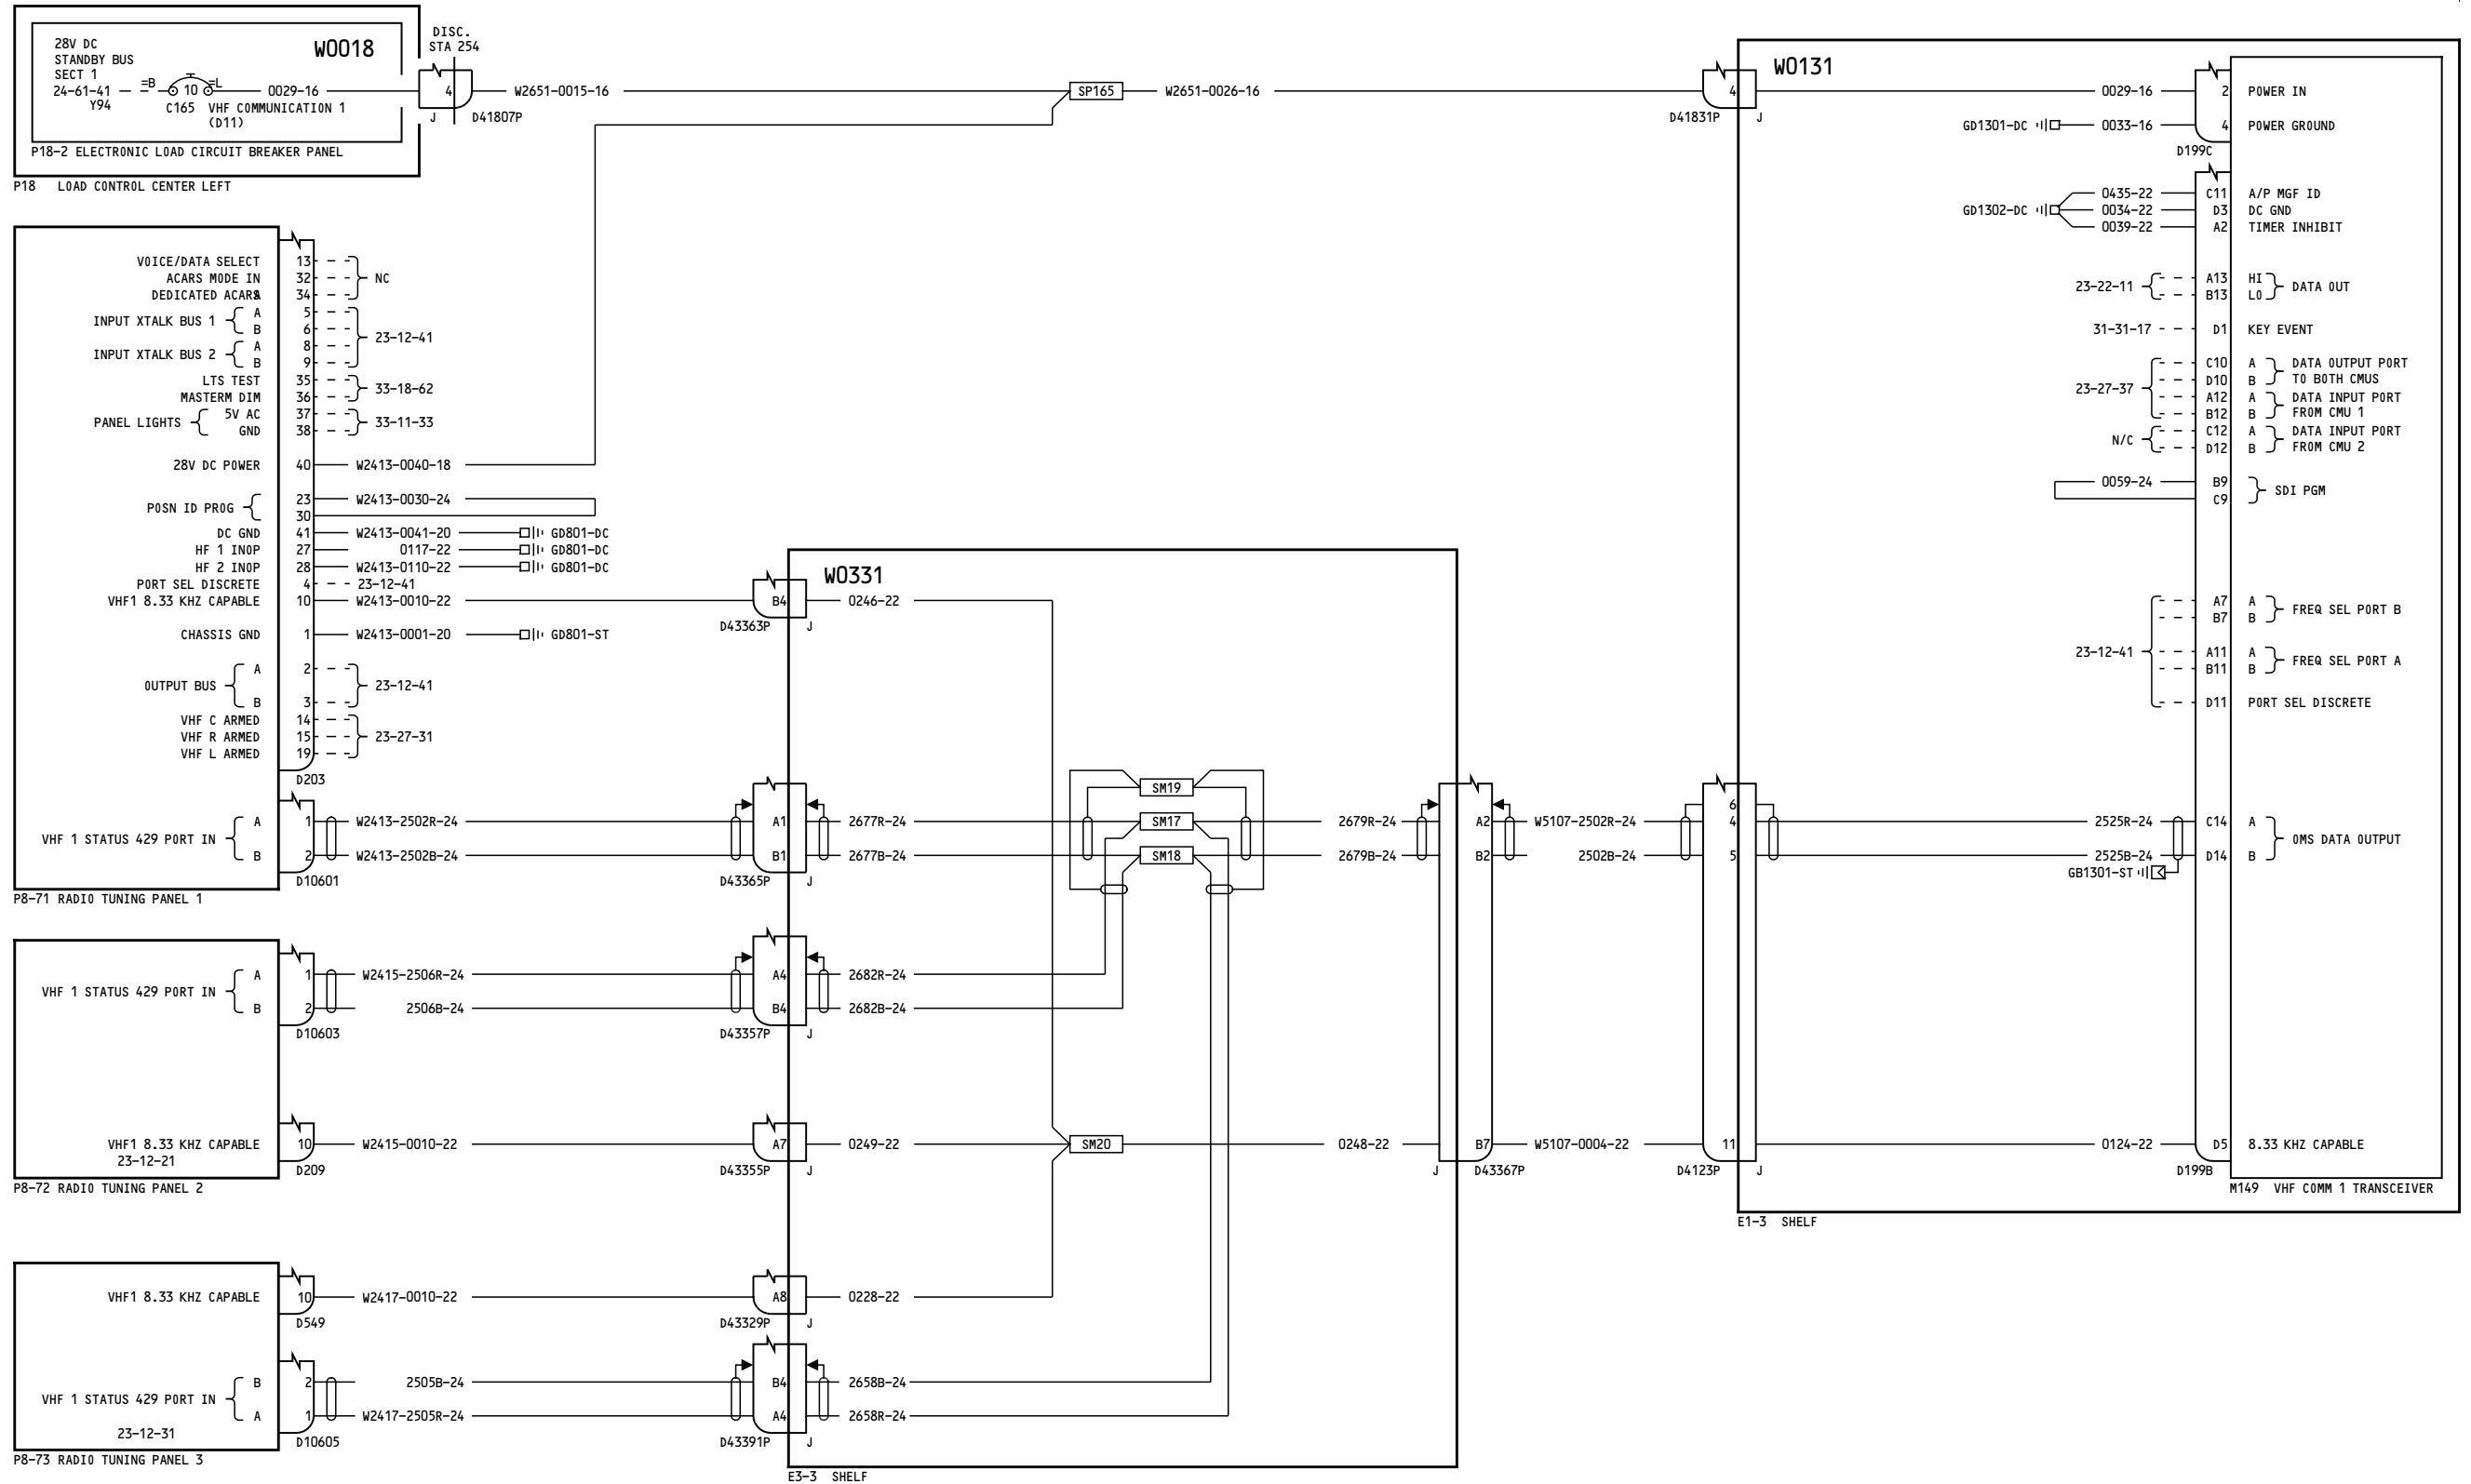 28V DC
STANDBY BUS
SECT 1
24-61-41
Y94
=B
10
=L
C165
VHF COMMUNICATION 1
(D11)
0029-16
W0018
P18-2 ELECTRONIC LOAD CIRCUIT BREAKER PANEL
P18 LOAD CONTROL CENTER LEFT
DISC.
STA 254
4
J
D41807P
W2651-0015-16
SP165
W2651-0026-16
4
D41831P
J
W0131
0029-16
2
POWER IN
GD1301-DC
0033-16
4
POWER GROUND
D199C
0435-22
C11
A/P MGF ID
GD1302-DC
0034-22
D3
DC GND
0039-22
A2
TIMER INHIBIT
23-22-11
A13
HI
B13
LO
DATA OUT
31-31-17
D1
KEY EVENT
23-27-37
C10
A
DATA OUTPUT PORT
D10
B
TO BOTH CMUS
A12
A
DATA INPUT PORT
B12
B
FROM CMU 1
N/C
C12
A
DATA INPUT PORT
D12
B
FROM CMU 2
0059-24
B9
C9
SDI PGM
23-12-41
A7
A
B7
B
FREQ SEL PORT B
A11
A
B11
B
FREQ SEL PORT A
D11
PORT SEL DISCRETE
2525R-24
C14
A
2525B-24
D14
B
OMS DATA OUTPUT
GB1301-ST
0124-22
D5
8.33 KHZ CAPABLE
D199B
M149 VHF COMM 1 TRANSCEIVER
E1-3 SHELF
VOICE/DATA SELECT
13
ACARS MODE IN
32
DEDICATED ACARS
34
NC
INPUT XTALK BUS 1
A
5
B
6
INPUT XTALK BUS 2
A
8
B
9
23-12-41
LTS TEST
35
MASTERM DIM
36
33-18-62
PANEL LIGHTS
5V AC
37
GND
38
33-11-33
28V DC POWER
40
W2413-0040-18
POSN ID PROG
23
W2413-0030-24
30
DC GND
41
W2413-0041-20
GD801-DC
HF 1 INOP
27
0117-22
GD801-DC
HF 2 INOP
28
W2413-0110-22
GD801-DC
PORT SEL DISCRETE
4
23-12-41
VHF1 8.33 KHZ CAPABLE
10
W2413-0010-22
CHASSIS GND
1
W2413-0001-20
GD801-ST
OUTPUT BUS
A
2
B
3
23-12-41
VHF C ARMED
14
VHF R ARMED
15
VHF L ARMED
19
23-27-31
D203
VHF 1 STATUS 429 PORT IN
A
1
W2413-2502R-24
B
2
W2413-2502B-24
D10601
P8-71 RADIO TUNING PANEL 1
W0331
B4
0246-22
D43363P
J
A1
2677R-24
B1
2677B-24
D43365P
J
SM19
SM17
SM18
2679R-24
A2
W5107-2502R-24
6
4
2679B-24
B2
2502B-24
5
VHF 1 STATUS 429 PORT IN
A
1
W2415-2506R-24
B
2
2506B-24
D10603
A4
2682R-24
B4
2682B-24
D43357P
J
VHF1 8.33 KHZ CAPABLE
23-12-21
10
W2415-0010-22
D209
A7
0249-22
D43355P
J
SM20
0248-22
B7
W5107-0004-22
11
J
D43367P
D4123P
J
P8-72 RADIO TUNING PANEL 2
VHF1 8.33 KHZ CAPABLE
10
W2417-0010-22
D549
A8
0228-22
D43329P
J
VHF 1 STATUS 429 PORT IN
B
2
2505B-24
A
1
W2417-2505R-24
23-12-31
D10605
B4
2658B-24
A4
2658R-24
D43391P
J
P8-73 RADIO TUNING PANEL 3
E3-3 SHELF